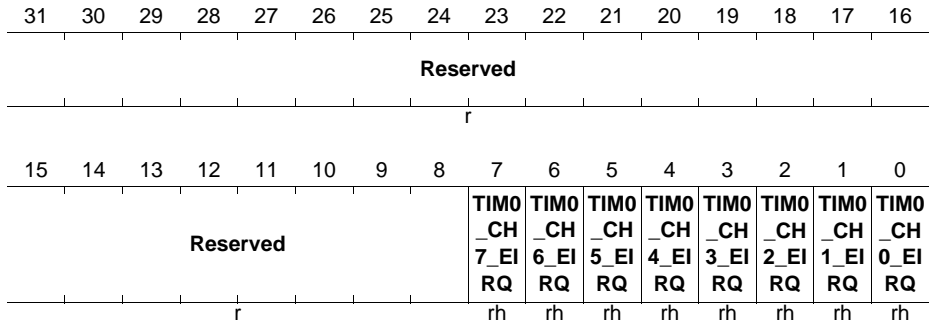 31 30 29 28 27 26 25 24 23 22 21 20 19 18 17 16
Reserved
r
15 14 13 12 11 10 9 8 7 6 5 4 3 2 1 0
TIM0 TIM0 TIM0 TIM0 TIM0 TIM0 TIM0 TIM0
_CH _CH _CH _CH _CH _CH _CH _CH
Reserved
7_EI 6_EI 5_EI 4_EI 3_EI 2_EI 1_EI 0_EI
RQ RQ RQ RQ RQ RQ RQ RQ
r rh rh rh rh rh rh rh rh